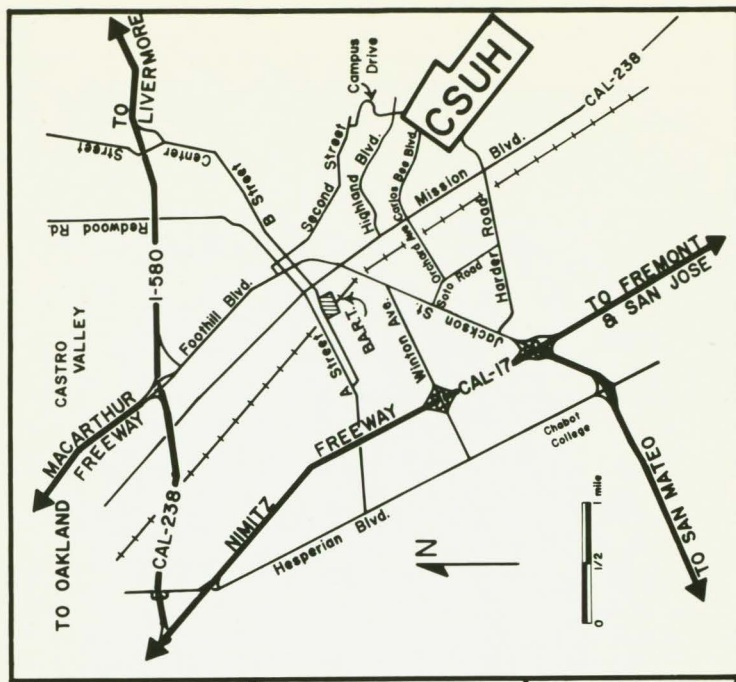 TO
LIVERMORE
Center
Street
Redwood
Rd.
B Street
Second Street
Campus
Drive
CSUH
CAL-238
Highland Blvd.
Carlos Bee Blvd.
Orchard Ave.
Mission Blvd.
I-580
CASTRO
VALLEY
MACARTHUR
FREEWAY
Foothill Blvd.
A Street
B.A.R.T.
Winton Ave.
Jackson St.
Soto Road
Harder Road
TO FREMONT
& SAN JOSE
TO OAKLAND
CAL-238
NIMITZ
FREEWAY
CAL-17
Hesperian Blvd.
Chabot
College
TO SAN MATEO
N
0 1/2 1 mile